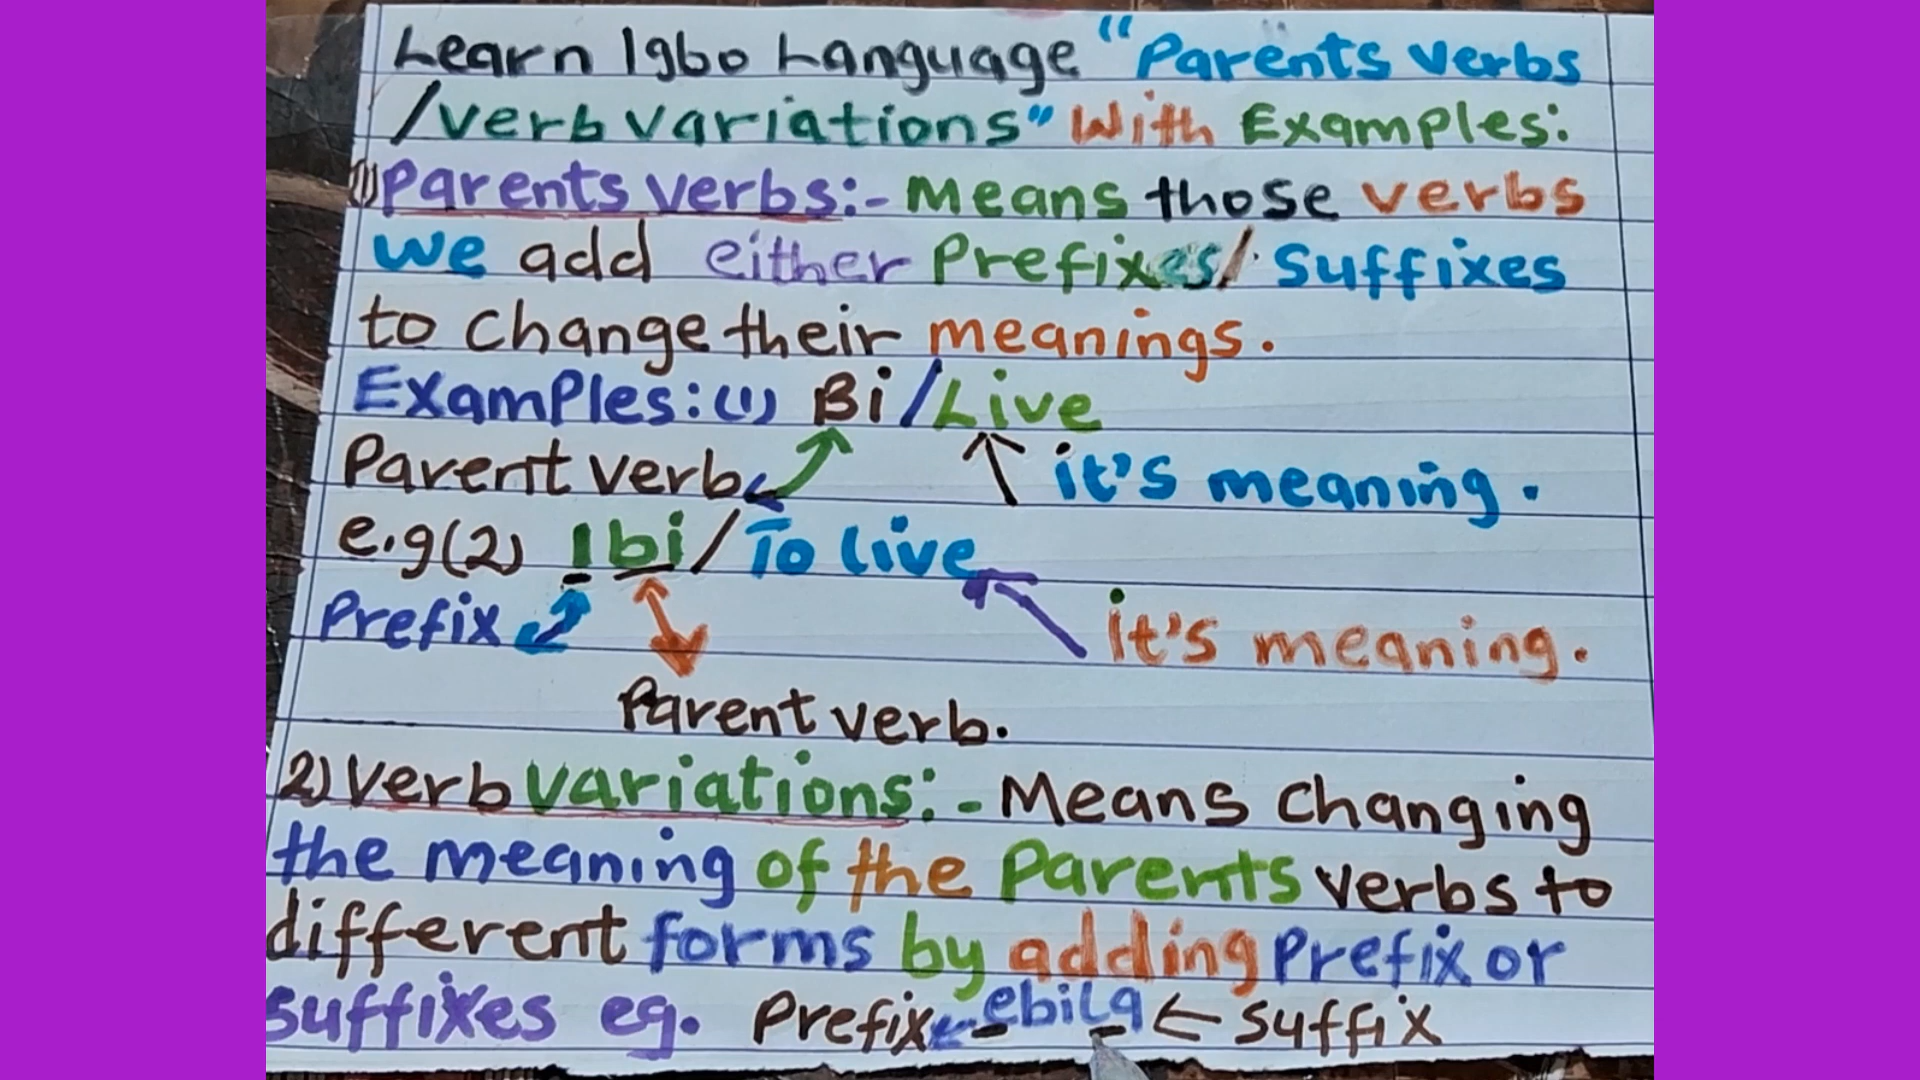 Learn Igbo Language "Parents verbs
/verb variations" With Examples:
(1) Parents verbs:- Means those verbs
we add either Prefixes/ Suffixes
to change their meanings.
Examples: (1) Bi/Live
Parent verb it's meaning.
e.g(2) Ibi/To live
Prefix it's meaning.
Parent verb.
2) verb variations:- Means changing
the meaning of the Parents verbs to
different forms by adding Prefix or
suffixes eg. Prefix ← ebila ← suffix